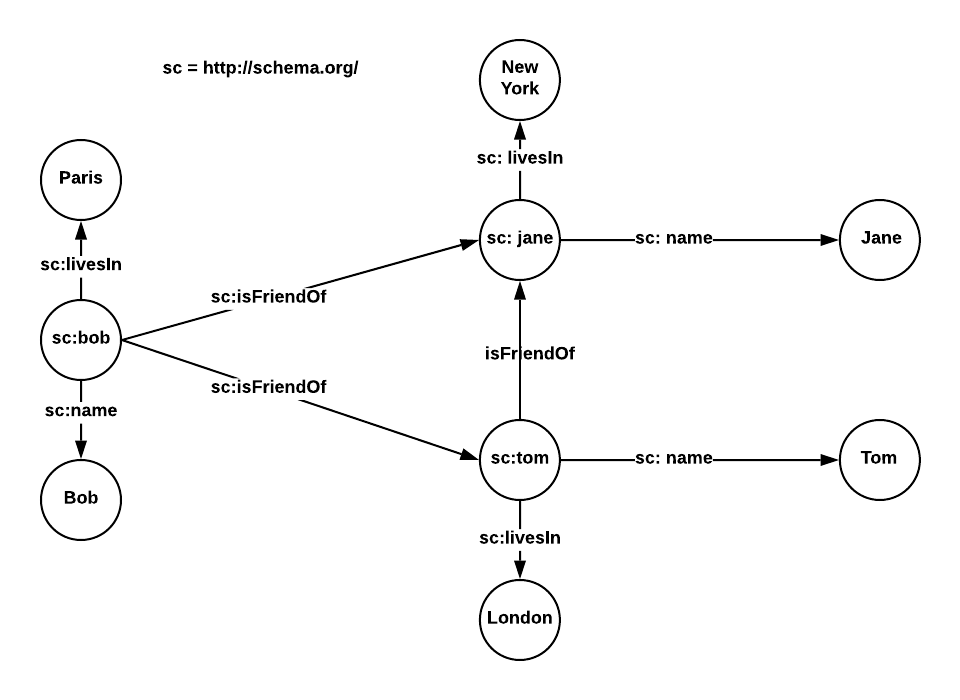 sc = http://schema.org/
New
York
sc: livesIn
Paris
sc: jane
sc: name
Jane
sc:livesIn
sc:isFriendOf
sc:bob
isFriendOf
sc:isFriendOf
sc:name
sc:tom
sc: name
Tom
Bob
sc:livesIn
London